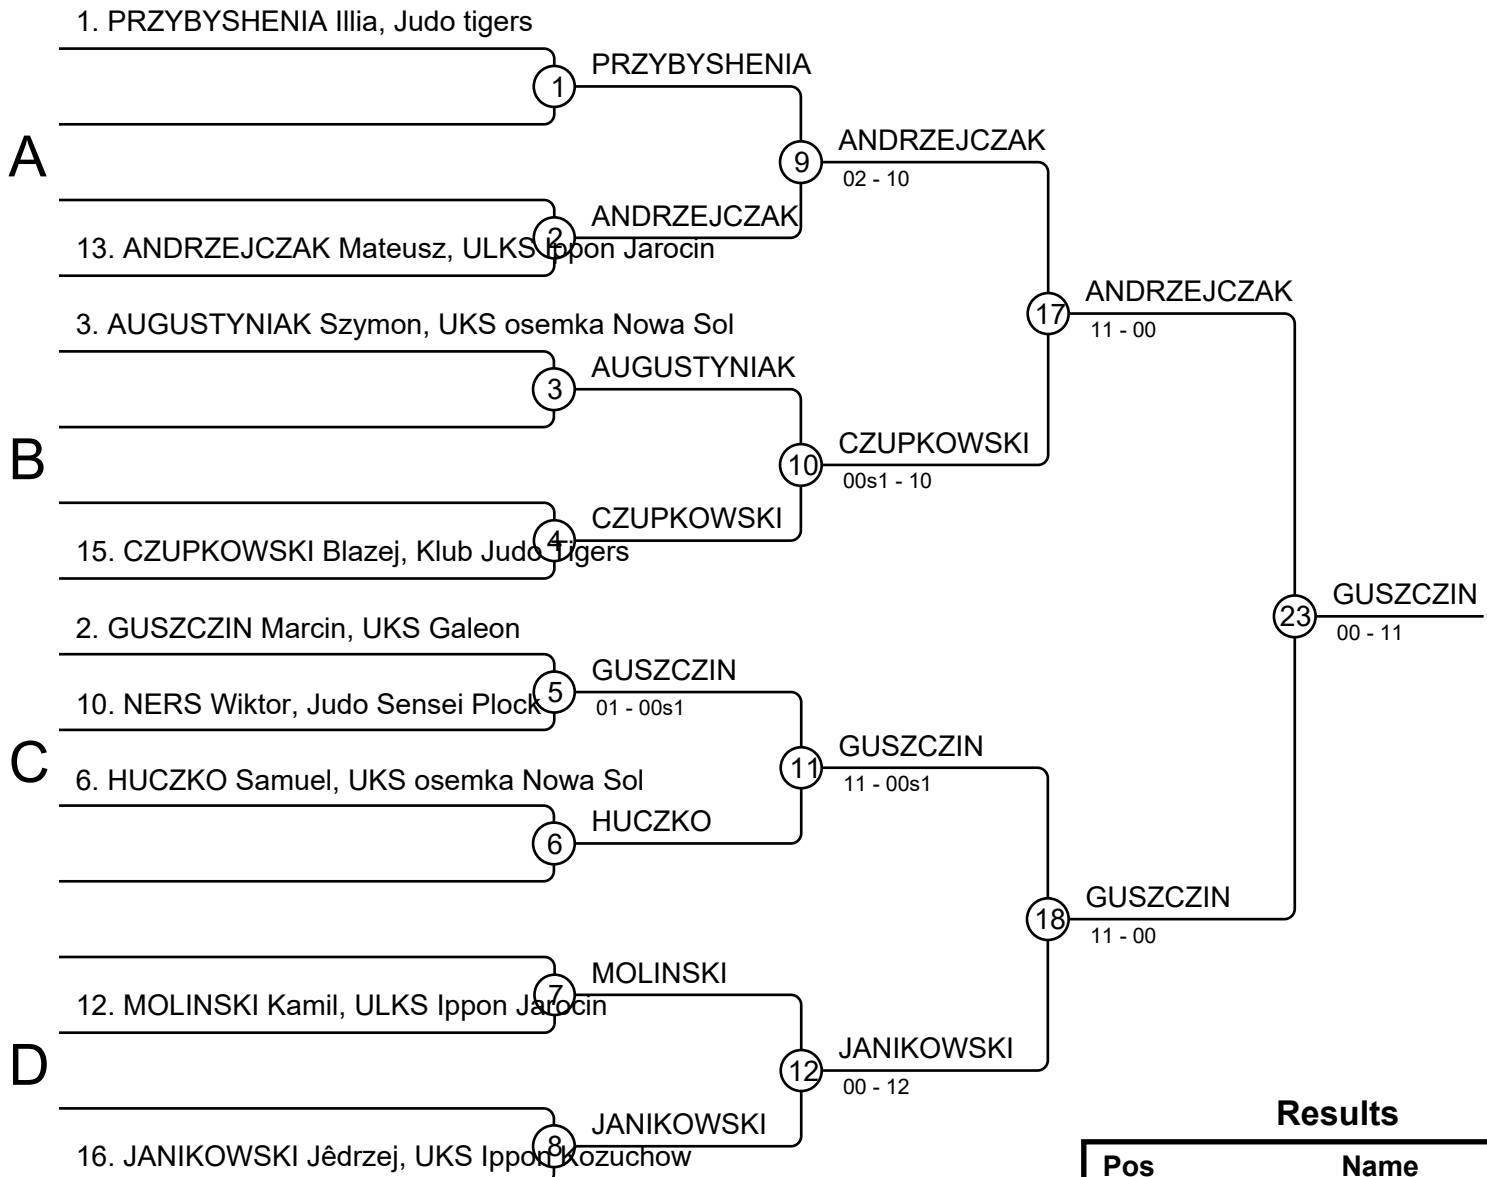 1. PRZYBYSHENIA Illia, Judo tigers
1
PRZYBYSHENIA
A
9
ANDRZEJCZAK
02 - 10
2
ANDRZEJCZAK
13. ANDRZEJCZAK Mateusz, ULKS Ippon Jarocin
17
ANDRZEJCZAK
11 - 00
3. AUGUSTYNIAK Szymon, UKS osemka Nowa Sol
3
AUGUSTYNIAK
B
10
CZUPKOWSKI
00s1 - 10
4
CZUPKOWSKI
15. CZUPKOWSKI Blazej, Klub Judo Tigers
23
GUSZCZIN
00 - 11
2. GUSZCZIN Marcin, UKS Galeon
5
GUSZCZIN
01 - 00s1
10. NERS Wiktor, Judo Sensei Plock
C
11
GUSZCZIN
11 - 00s1
6. HUCZKO Samuel, UKS osemka Nowa Sol
6
HUCZKO
18
GUSZCZIN
11 - 00
7
MOLINSKI
12. MOLINSKI Kamil, ULKS Ippon Jarocin
D
12
JANIKOWSKI
00 - 12
8
JANIKOWSKI
16. JANIKOWSKI Jêdrzej, UKS Ippon Kozuchow
Results
Pos Name